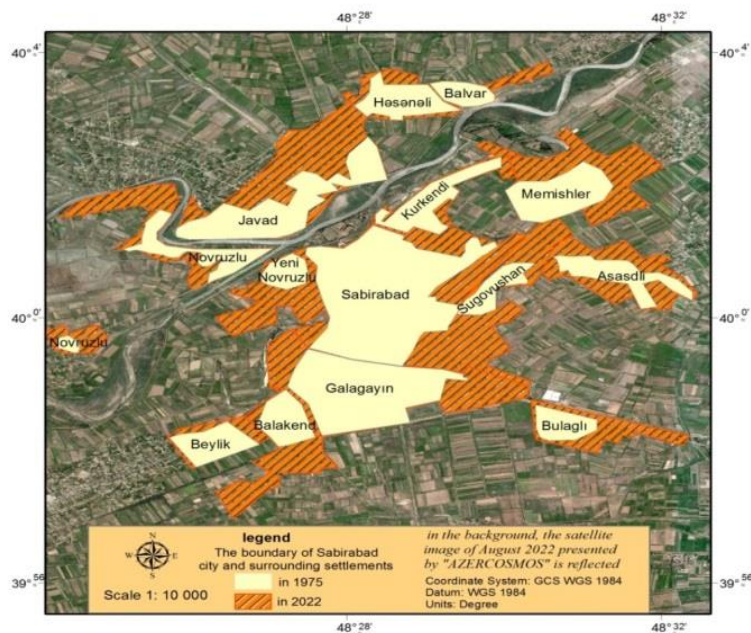 48°.28'
48°.32'
40°.4'
40°.4'
Həsənəli
Balvar
Kurkendi
Memishler
Javad
Novruzlu
Yeni
Novruzlu
Sabirabad
Sugovushan
Asasdli
40°.0'
40°.0'
Novruzlu
Galagayın
Balakend
Beylik
Bulaglı
legend
The boundary of Sabirabad
city and surrounding settlements
in 1975
in 2022
N
W E
S
Scale 1: 10 000
in the background, the satellite
image of August 2022 presented
by "AZERCOSMOS" is reflected
Coordinate System: GCS WGS 1984
Datum: WGS 1984
Units: Degree
39°.56'
39°.56'
48°.28'
48°.32'